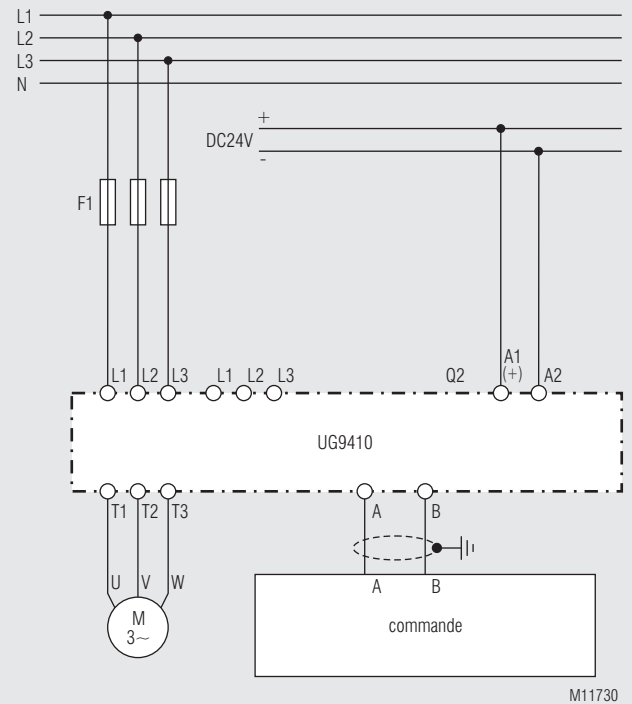 L1
L2
L3
N
+
DC24V
-
F1
L1 L2 L3 L1 L2 L3 Q2 A1 (+) A2
UG9410
T1 T2 T3 A B
U V W
A B
M
3~
commande
M11730